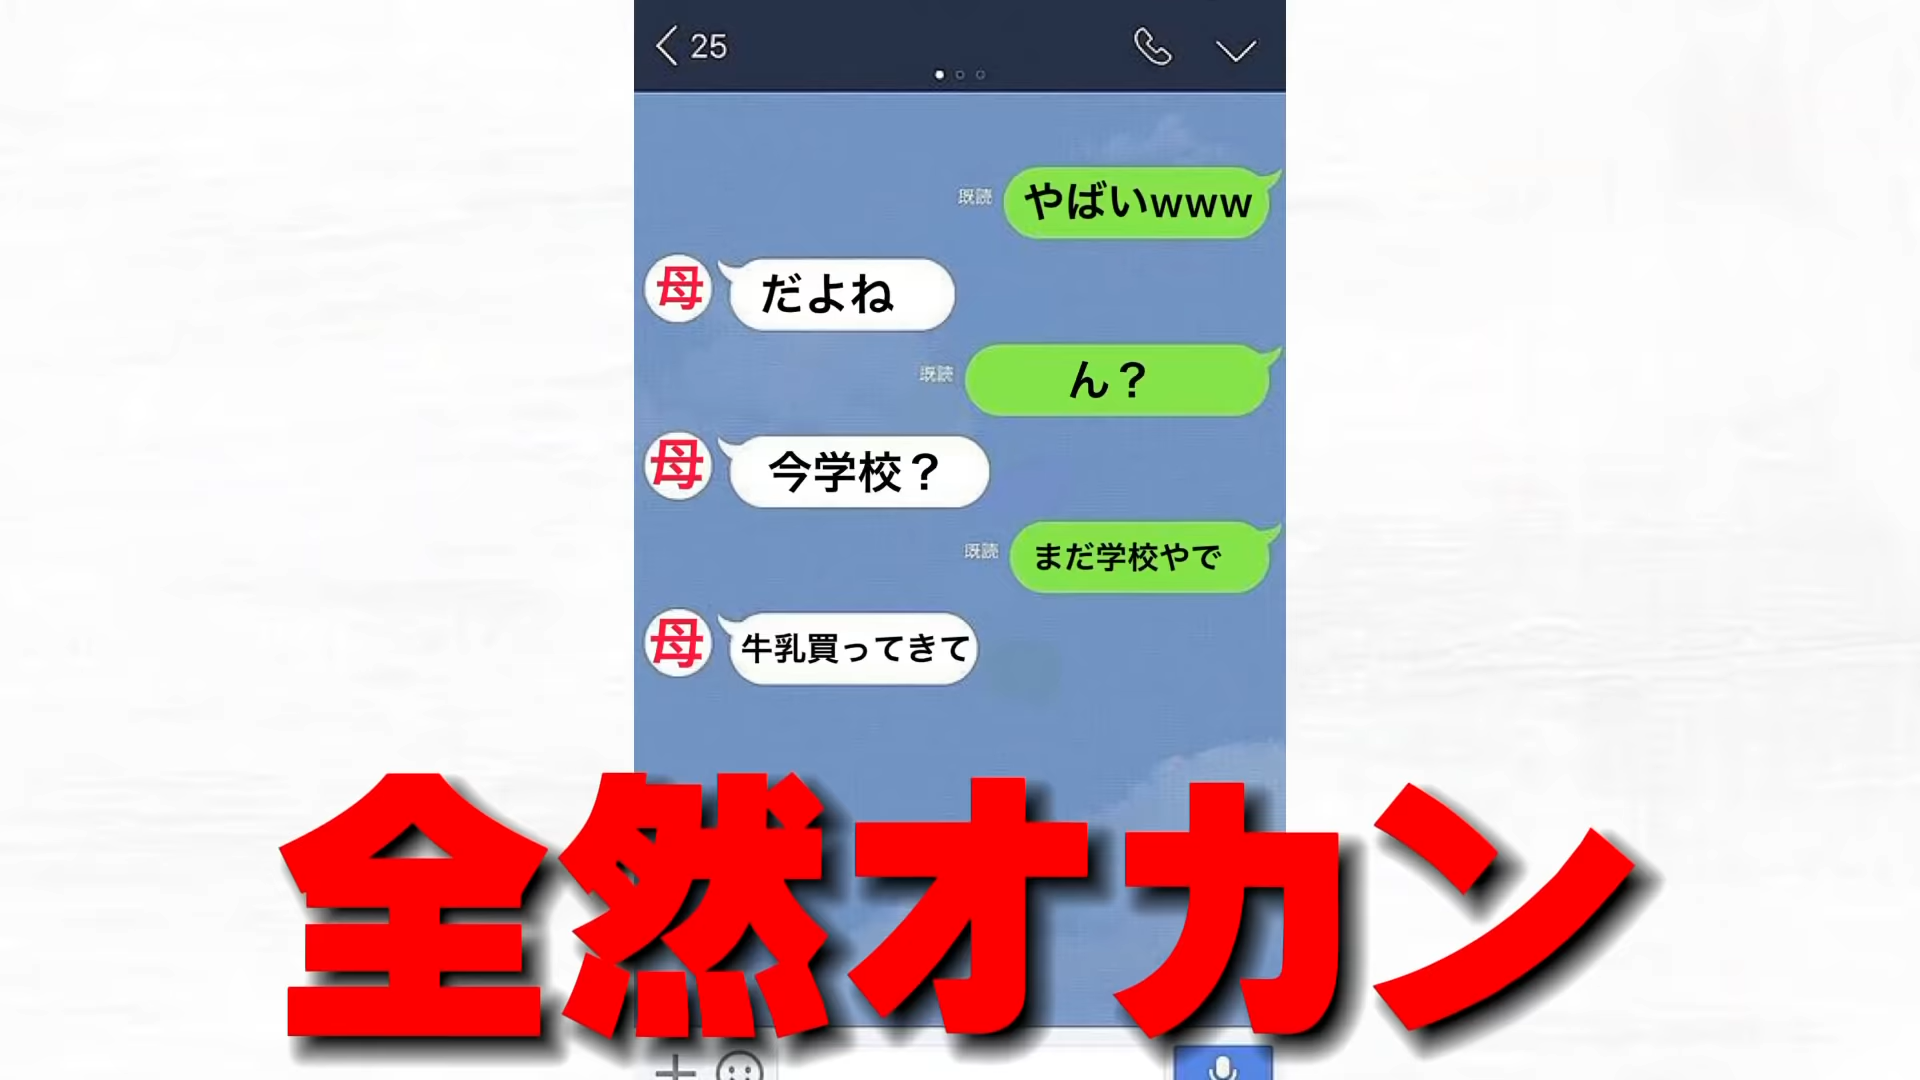 25
既読
やばいwww
母
だよね
既読
ん？
母
今学校？
既読
まだ学校やで
母
牛乳買ってきて
全然オカン